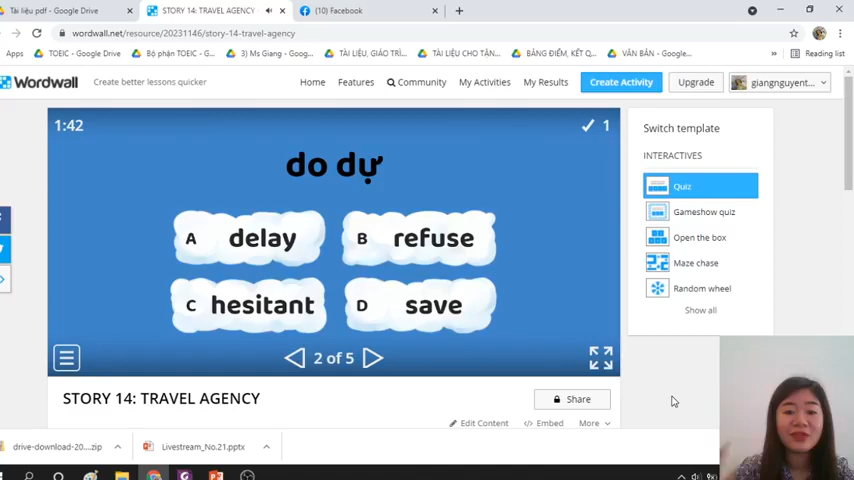 Tài liệu pdf - Google Drive
STORY 14: TRAVEL AGENCY -
(10) Facebook
wordwall.net/resource/20231146/story-14-travel-agency
Apps
TOEIC - Google Drive
Bộ phận TOEIC - G...
3) Ms Giang - Goog...
TÀI LIỆU, GIÁO TRÌ...
TÀI LIỆU CHO TẬN...
BẢNG ĐIỂM, KẾT Q...
VĂN BẢN - Google...
»
Reading list
Wordwall
Create better lessons quicker
Home
Features
Community
My Activities
My Results
Create Activity
Upgrade
giangnguyent...
1:42
✓ 1
do dự
A delay
B refuse
C hesitant
D save
2 of 5
Switch template
INTERACTIVES
Quiz
Gameshow quiz
Open the box
Maze chase
Random wheel
Show all
STORY 14: TRAVEL AGENCY
Share
Edit Content
Embed
More
drive-download-20....zip
Livestream_No.21.pptx